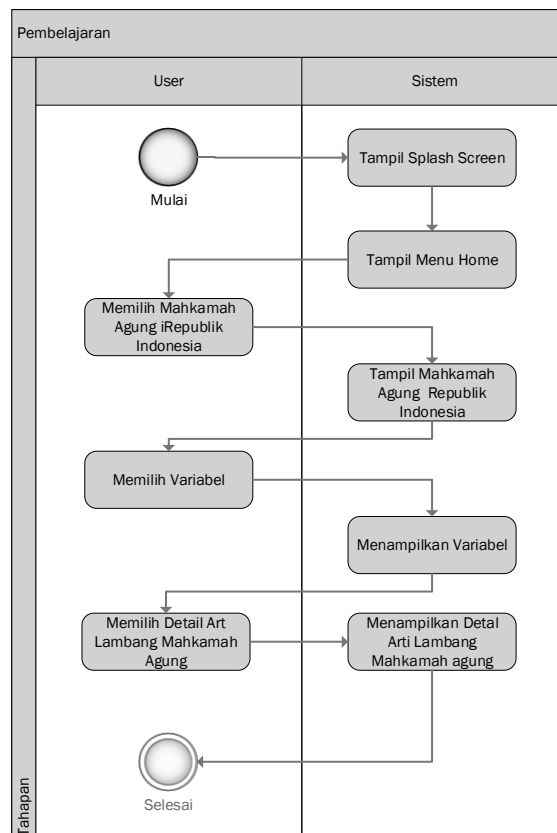 Pembelajaran
User
Sistem
Tampil Splash Screen
Mulai
Tampil Menu Home
Memilih Mahkamah
Agung iRepublik
Indonesia
Tampil Mahkamah
Agung Republik
Indonesia
Memilih Variabel
Menampilkan Variabel
Memilih Detail Art
Lambang Mahkamah
Agung
Menampilkan Detal
Arti Lambang
Mahkamah agung
Selesai
Tahapan